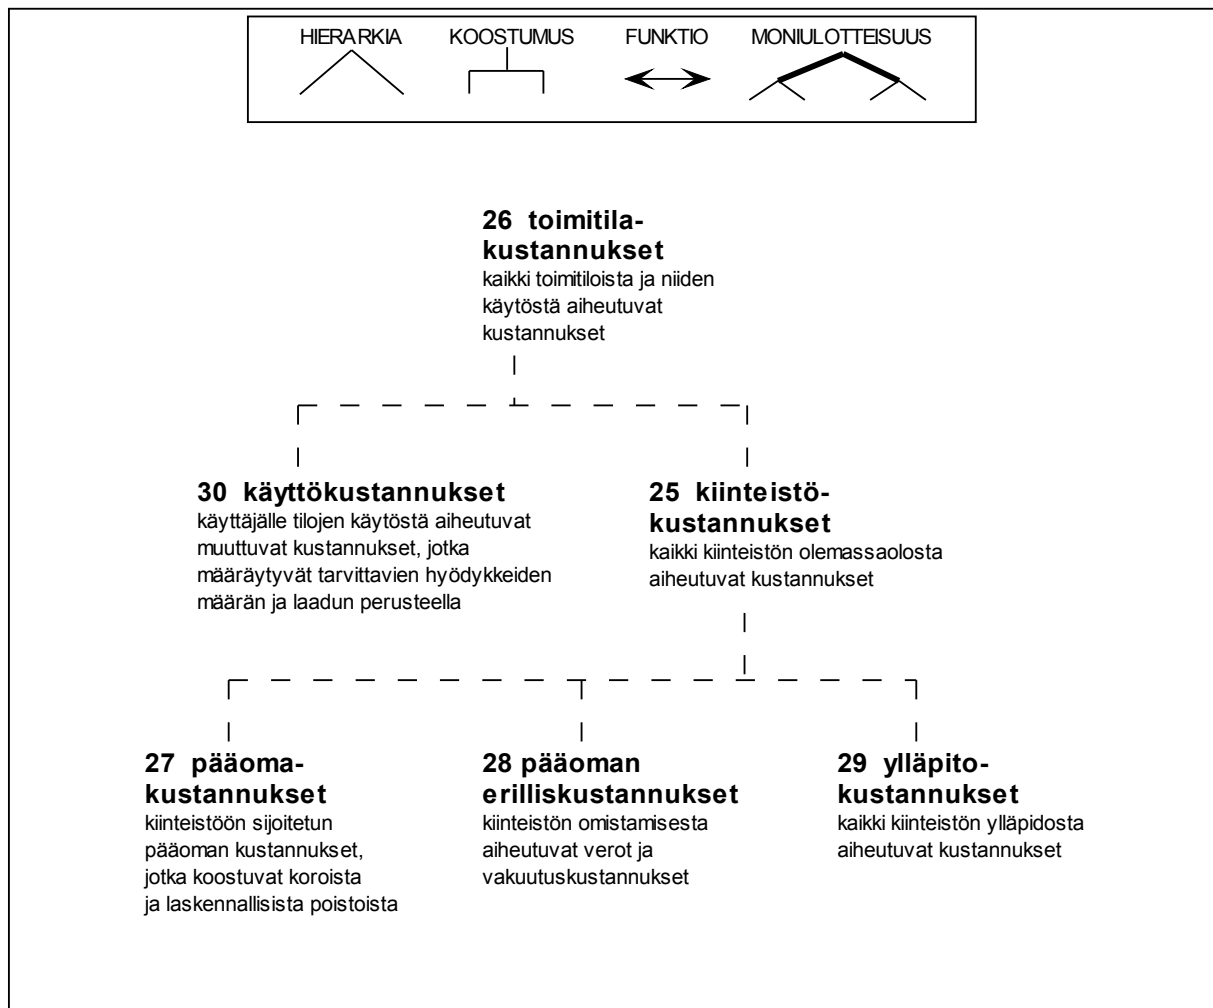 HIERARKIA KOOSTUMUS FUNKTIO MONIULOTTEISUUS
26 toimitila-
kustannukset
kaikki toimitiloista ja niiden
käytöstä aiheutuvat
kustannukset
30 käyttökustannukset
käyttäjälle tilojen käytöstä aiheutuvat
muuttuvat kustannukset, jotka
määräytyvät tarvittavien hyödykkeiden
määrän ja laadun perusteella
25 kiinteistö-
kustannukset
kaikki kiinteistön olemassaolosta
aiheutuvat kustannukset
27 pääoma-
kustannukset
kiinteistöön sijoitetun
pääoman kustannukset,
jotka koostuvat koroista
ja laskennallisista poistoista
28 pääoman
erilliskustannukset
kiinteistön omistamisesta
aiheutuvat verot ja
vakuutuskustannukset
29 ylläpito-
kustannukset
kaikki kiinteistön ylläpidosta
aiheutuvat kustannukset